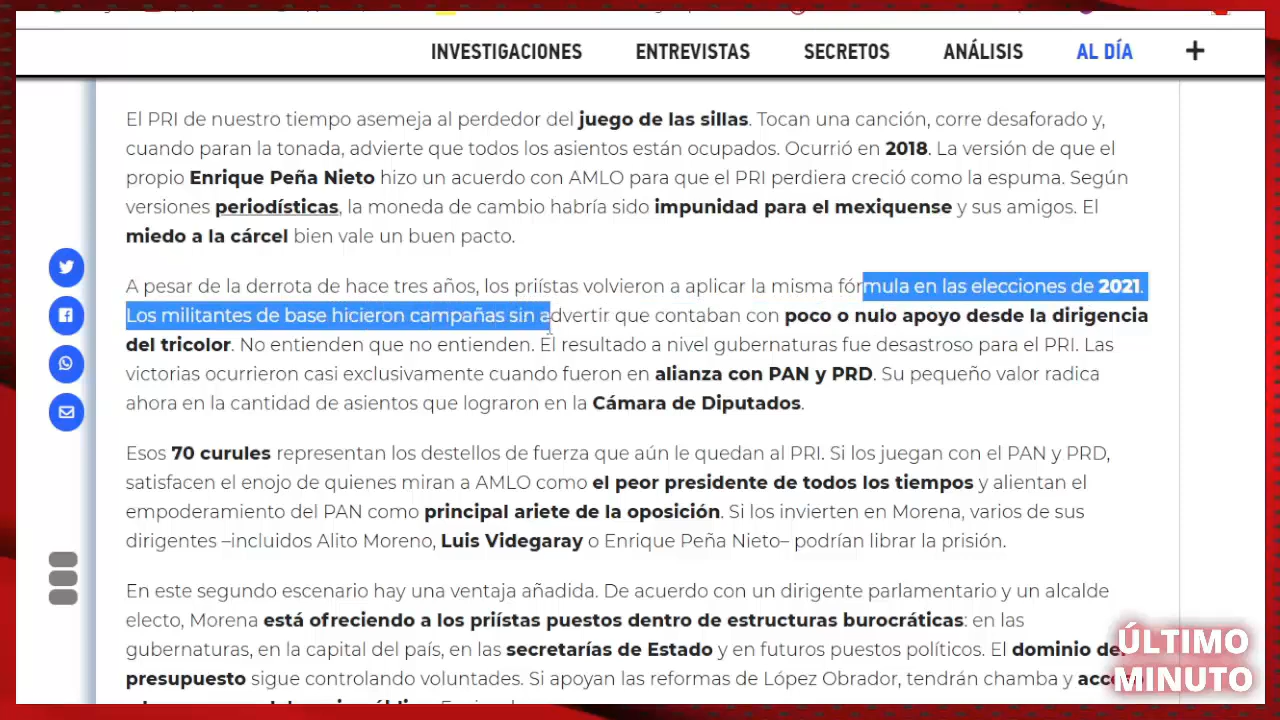 INVESTIGACIONES ENTREVISTAS SECRETOS ANÁLISIS AL DÍA +
El PRI de nuestro tiempo asemeja al perdedor del juego de las sillas. Tocan una canción, corre desaforado y,
cuando paran la tonada, advierte que todos los asientos están ocupados. Ocurrió en 2018. La versión de que el
propio Enrique Peña Nieto hizo un acuerdo con AMLO para que el PRI perdiera creció como la espuma. Según
versiones periodísticas, la moneda de cambio habría sido impunidad para el mexiquense y sus amigos. El
miedo a la cárcel bien vale un buen pacto.
A pesar de la derrota de hace tres años, los priístas volvieron a aplicar la misma fórmula en las elecciones de 2021.
Los militantes de base hicieron campañas sin advertir que contaban con poco o nulo apoyo desde la dirigencia
del tricolor. No entienden que no entienden. El resultado a nivel gubernaturas fue desastroso para el PRI. Las
victorias ocurrieron casi exclusivamente cuando fueron en alianza con PAN y PRD. Su pequeño valor radica
ahora en la cantidad de asientos que lograron en la Cámara de Diputados.
Esos 70 curules representan los destellos de fuerza que aún le quedan al PRI. Si los juegan con el PAN y PRD,
satisfacen el enojo de quienes miran a AMLO como el peor presidente de todos los tiempos y alientan el
empoderamiento del PAN como principal ariete de la oposición. Si los invierten en Morena, varios de sus
dirigentes –incluidos Alito Moreno, Luis Videgaray o Enrique Peña Nieto– podrían librar la prisión.
En este segundo escenario hay una ventaja añadida. De acuerdo con un dirigente parlamentario y un alcalde
electo, Morena está ofreciendo a los priístas puestos dentro de estructuras burocráticas: en las
gubernaturas, en la capital del país, en las secretarías de Estado y en futuros puestos políticos. El dominio del
presupuesto sigue controlando voluntades. Si apoyan las reformas de López Obrador, tendrán chamba y
ÚLTIMO
MINUTO